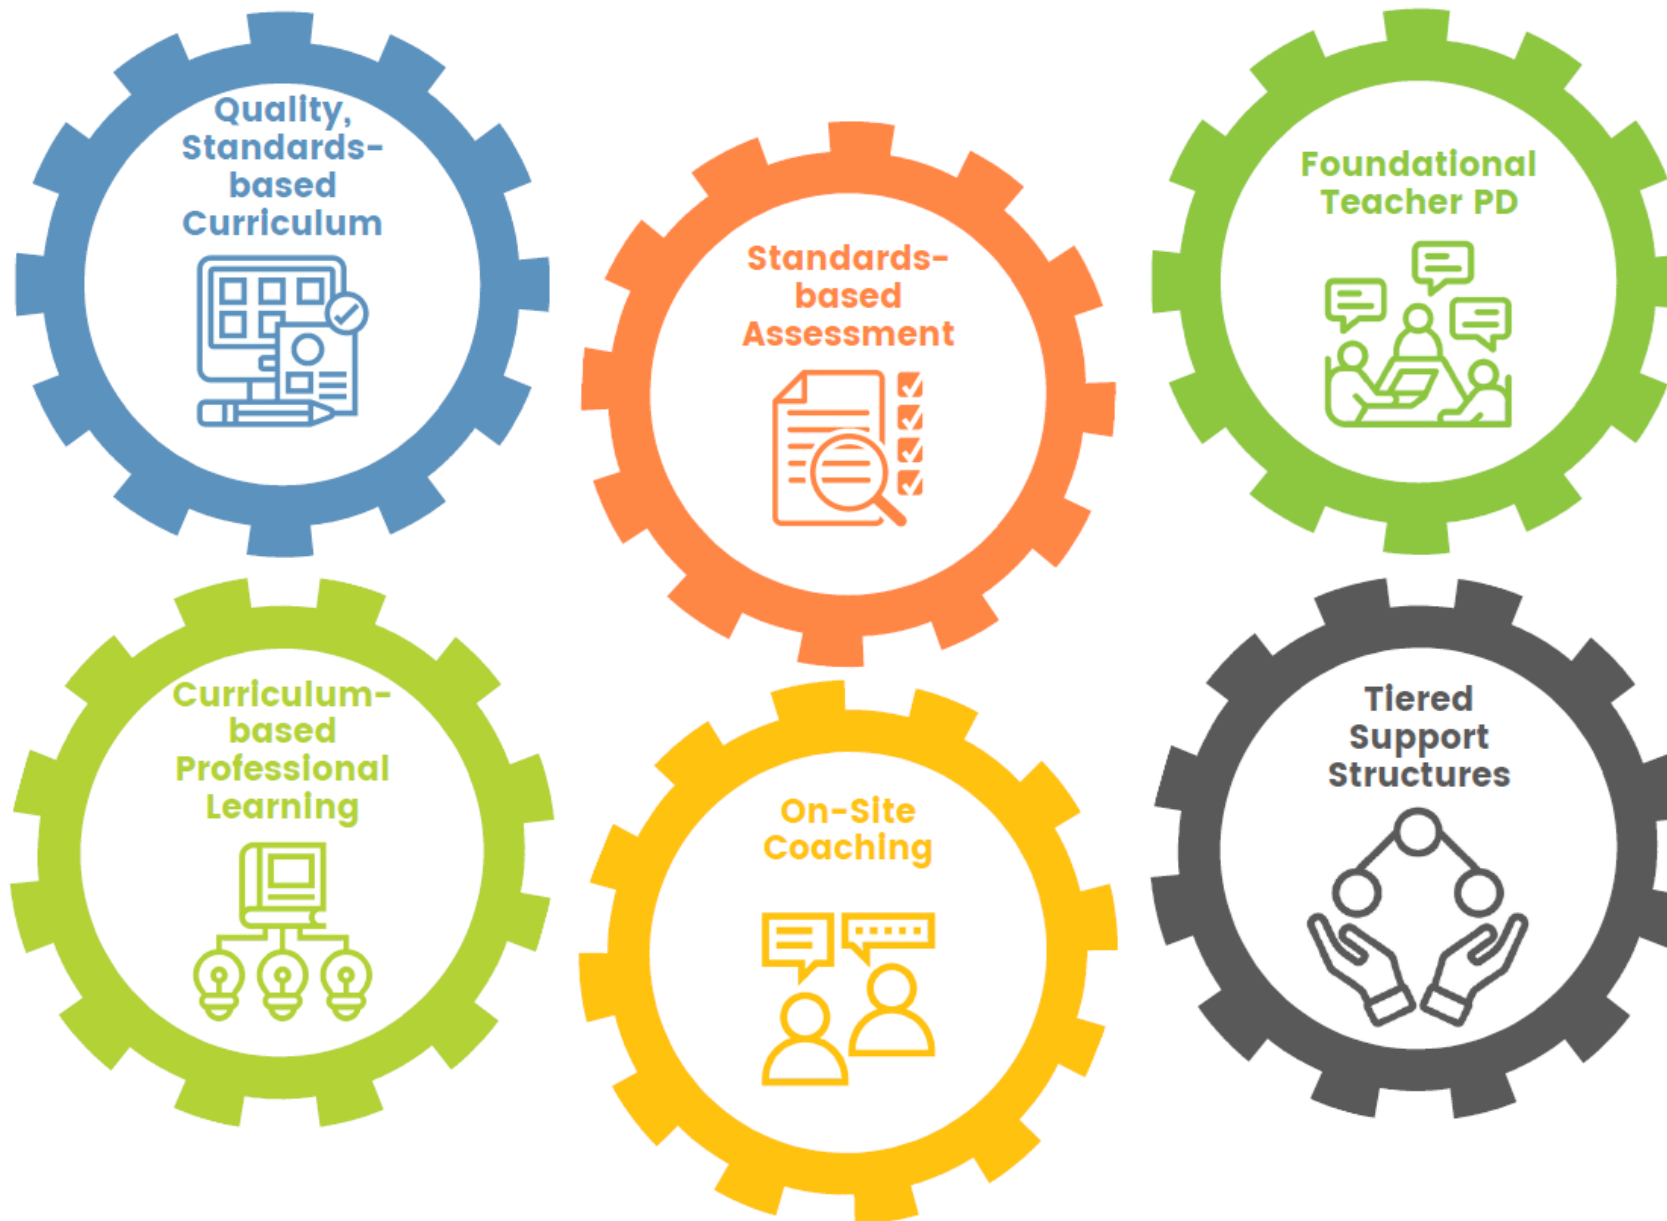 Quality,
Standards-
based
Curriculum
Standards-
based
Assessment
Foundational
Teacher PD
Curriculum-
based
Professional
Learning
On-Site
Coaching
Tiered
Support
Structures